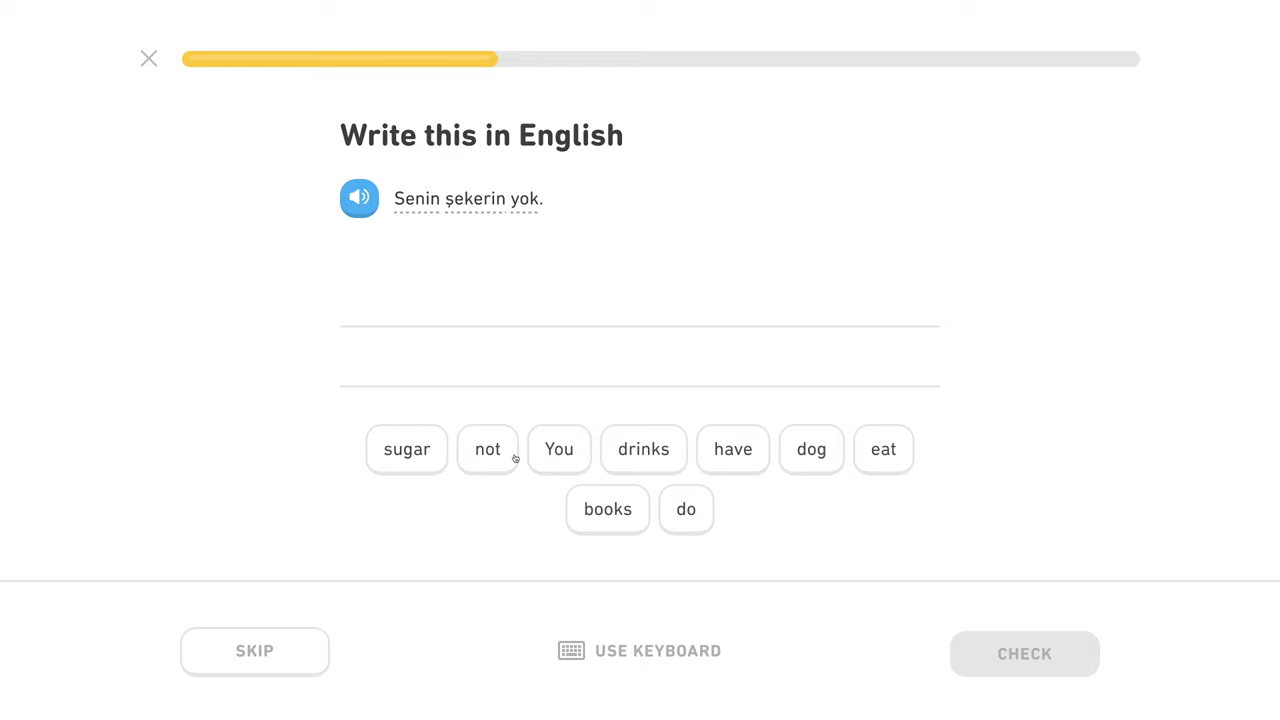 Write this in English
Senin şekerin yok.
sugar not You drinks have dog eat
books do
SKIP USE KEYBOARD CHECK